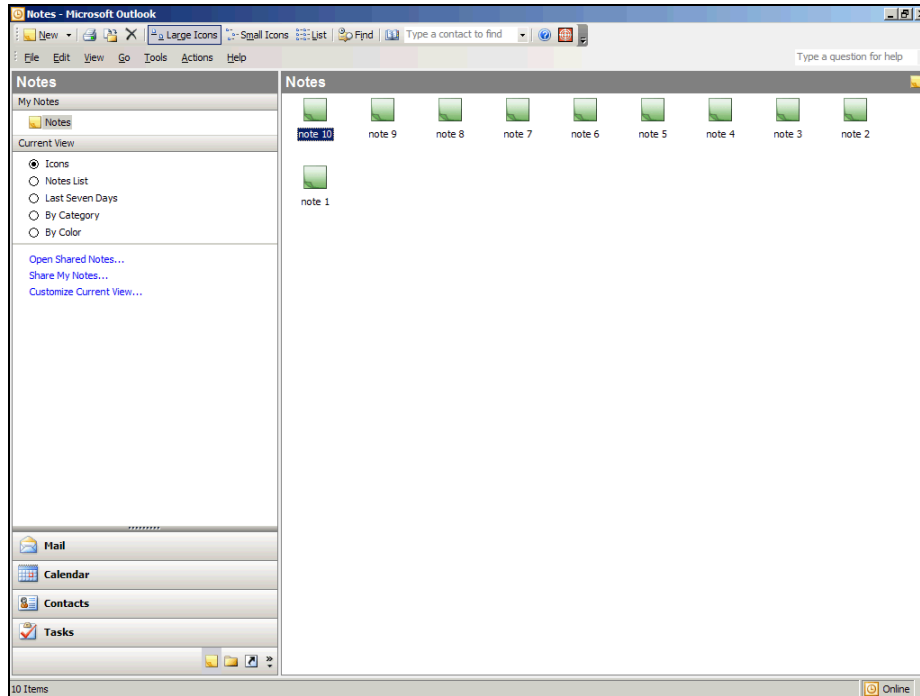 Notes - Microsoft Outlook
New Large Icons Small Icons List Find Type a contact to find
File Edit View Go Tools Actions Help Type a question for help
Notes
My Notes
Notes
Current View
Icons
Notes List
Last Seven Days
By Category
By Color
Open Shared Notes...
Share My Notes...
Customize Current View...
Mail
Calendar
Contacts
Tasks
Notes
note 10 note 9 note 8 note 7 note 6 note 5 note 4 note 3 note 2
note 1
10 Items Online